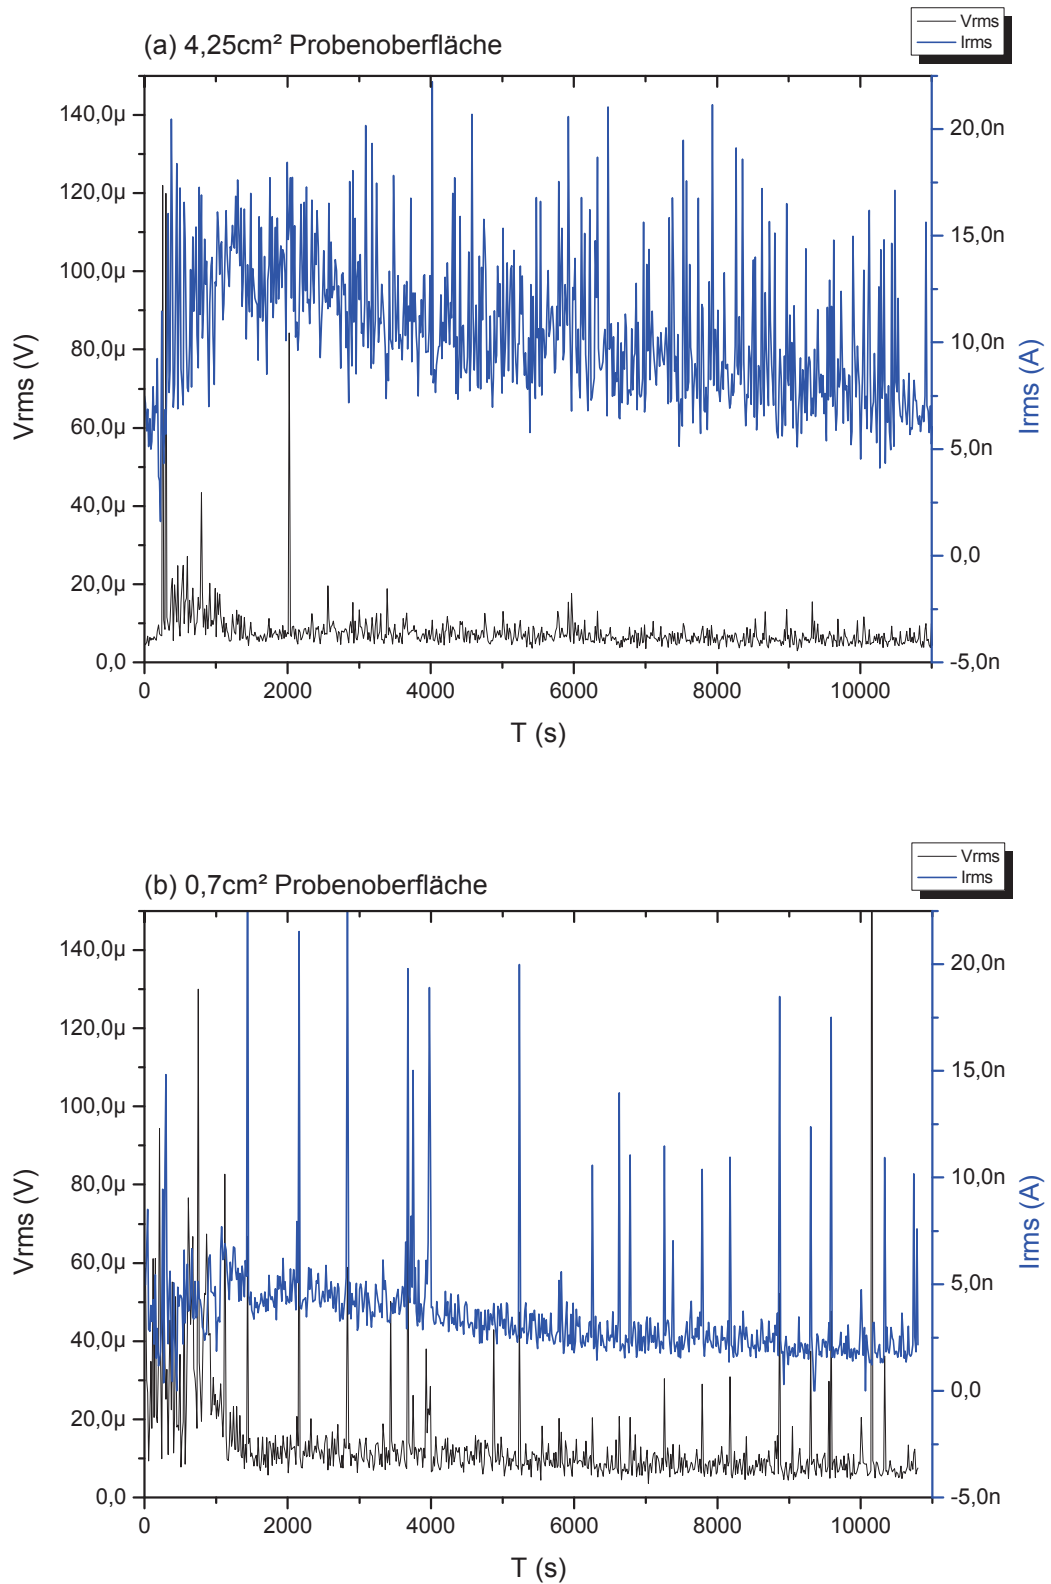 (a) 4,25cm² Probenoberfläche
Vrms
Irms
140,0µ
120,0µ
100,0µ
80,0µ
60,0µ
40,0µ
20,0µ
0,0
Vrms (V)
20,0n
15,0n
10,0n
5,0n
0,0
-5,0n
Irms (A)
0 2000 4000 6000 8000 10000
T (s)
(b) 0,7cm² Probenoberfläche
Vrms
Irms
140,0µ
120,0µ
100,0µ
80,0µ
60,0µ
40,0µ
20,0µ
0,0
Vrms (V)
20,0n
15,0n
10,0n
5,0n
0,0
-5,0n
Irms (A)
0 2000 4000 6000 8000 10000
T (s)